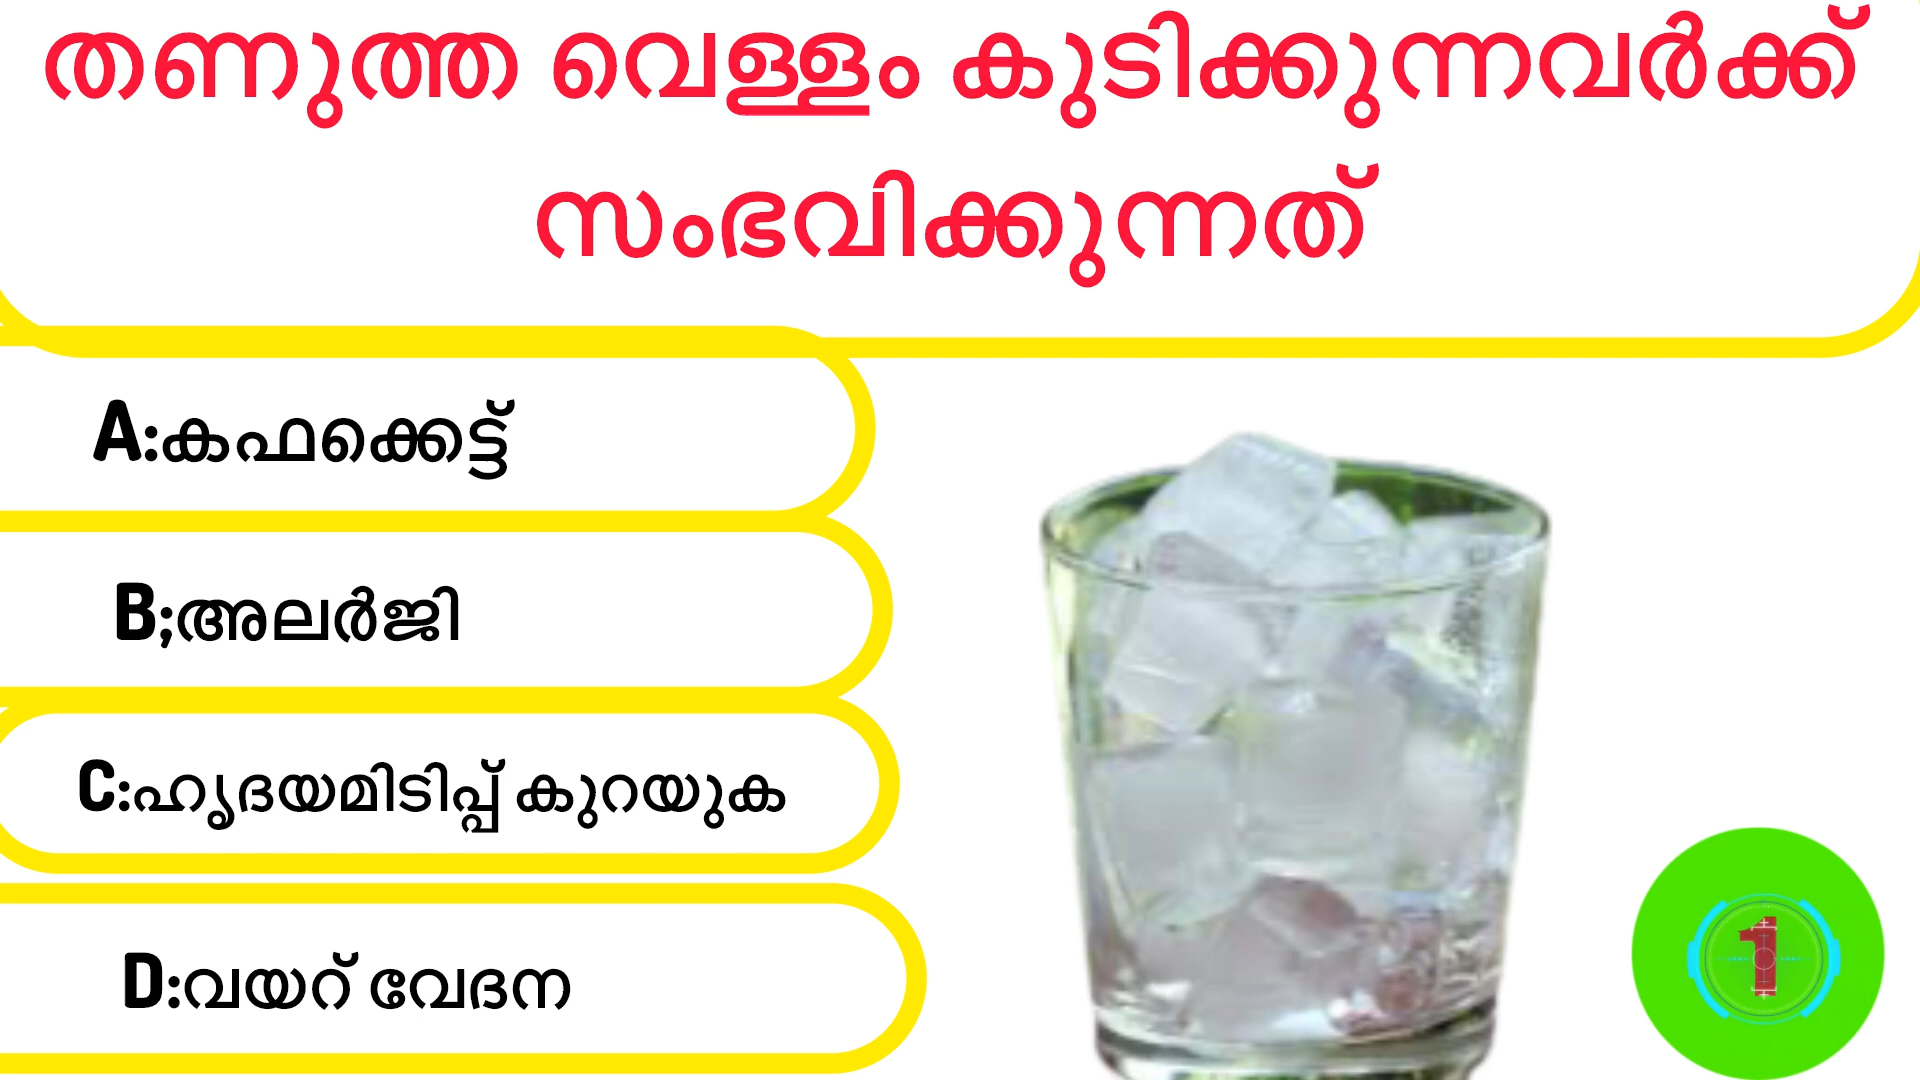 തണുത്ത വെള്ളം കുടിക്കുന്നവർക്ക്
സംഭവിക്കുന്നത്
A:കഫക്കെട്ട്
B;അലർജി
C:ഹൃദയമിടിപ്പ് കുറയുക
D:വയറ് വേദന
1